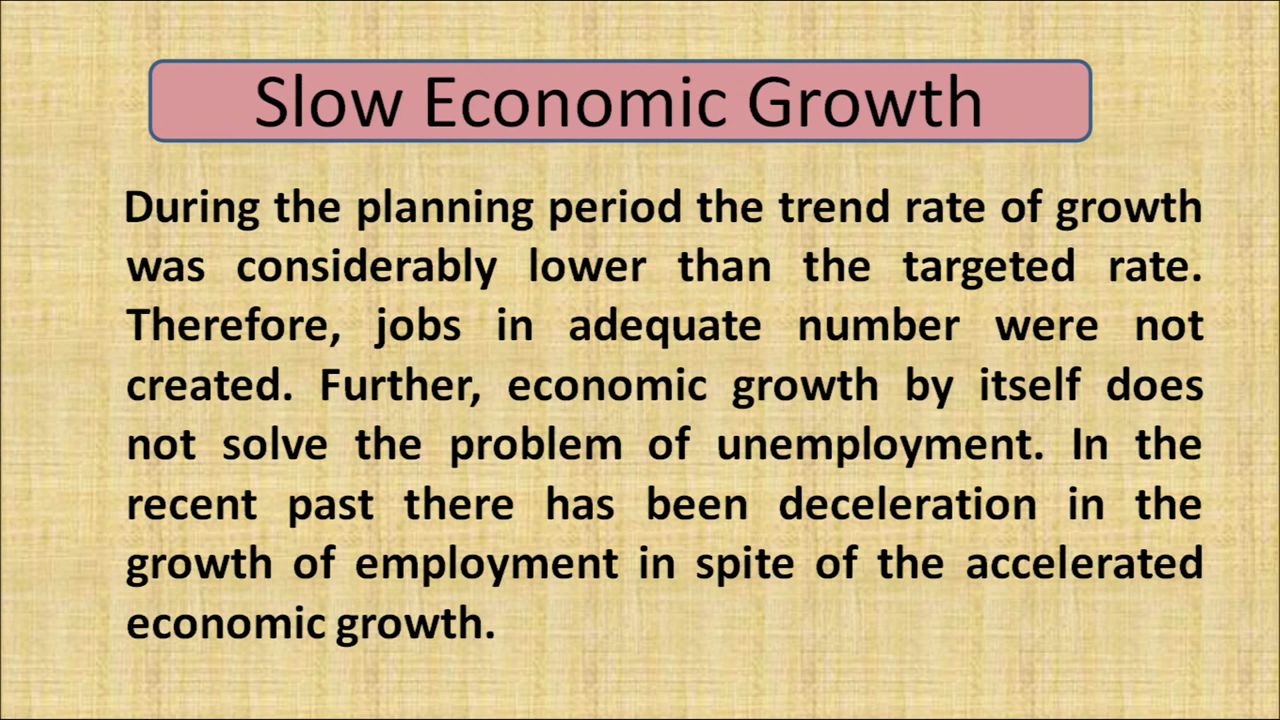 Slow Economic Growth
During the planning period the trend rate of growth
was considerably lower than the targeted rate.
Therefore, jobs in adequate number were not
created. Further, economic growth by itself does
not solve the problem of unemployment. In the
recent past there has been deceleration in the
growth of employment in spite of the accelerated
economic growth.